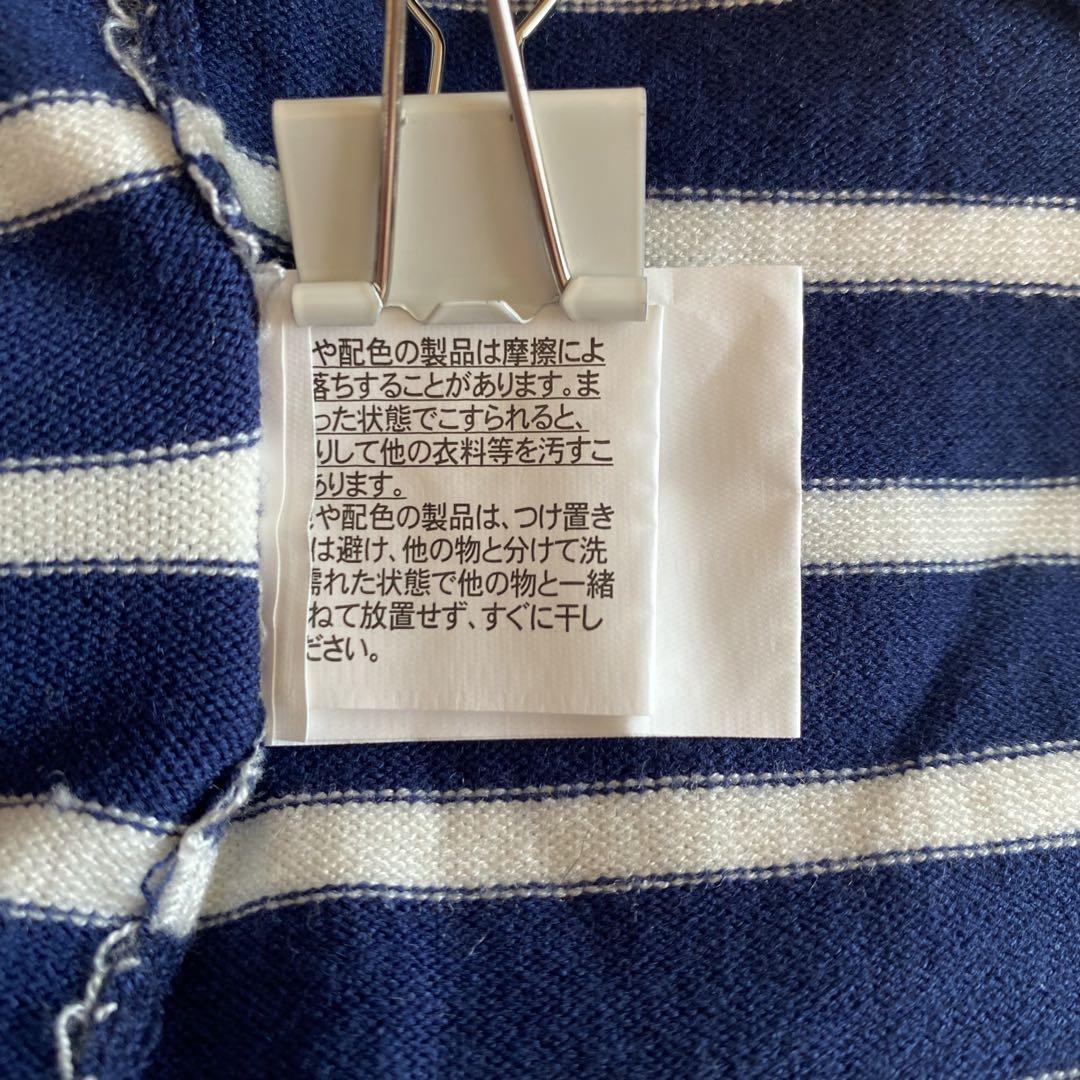 や配色の製品は摩擦によ
落ちすることがあります。ま
った状態でこすられると、
りして他の衣料等を汚すこ
あります。
や配色の製品は、つけ置き
は避け、他の物と分けて洗
濡れた状態で他の物と一緒
ねて放置せず、すぐに干し
ださい。